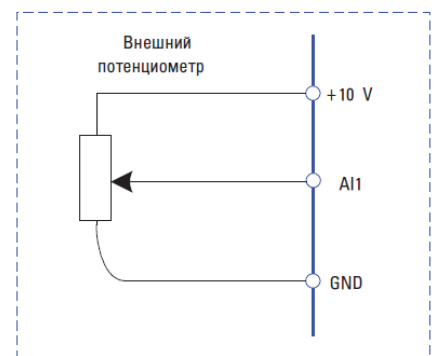 Внешний
потенциометр
+10 V
AI1
GND